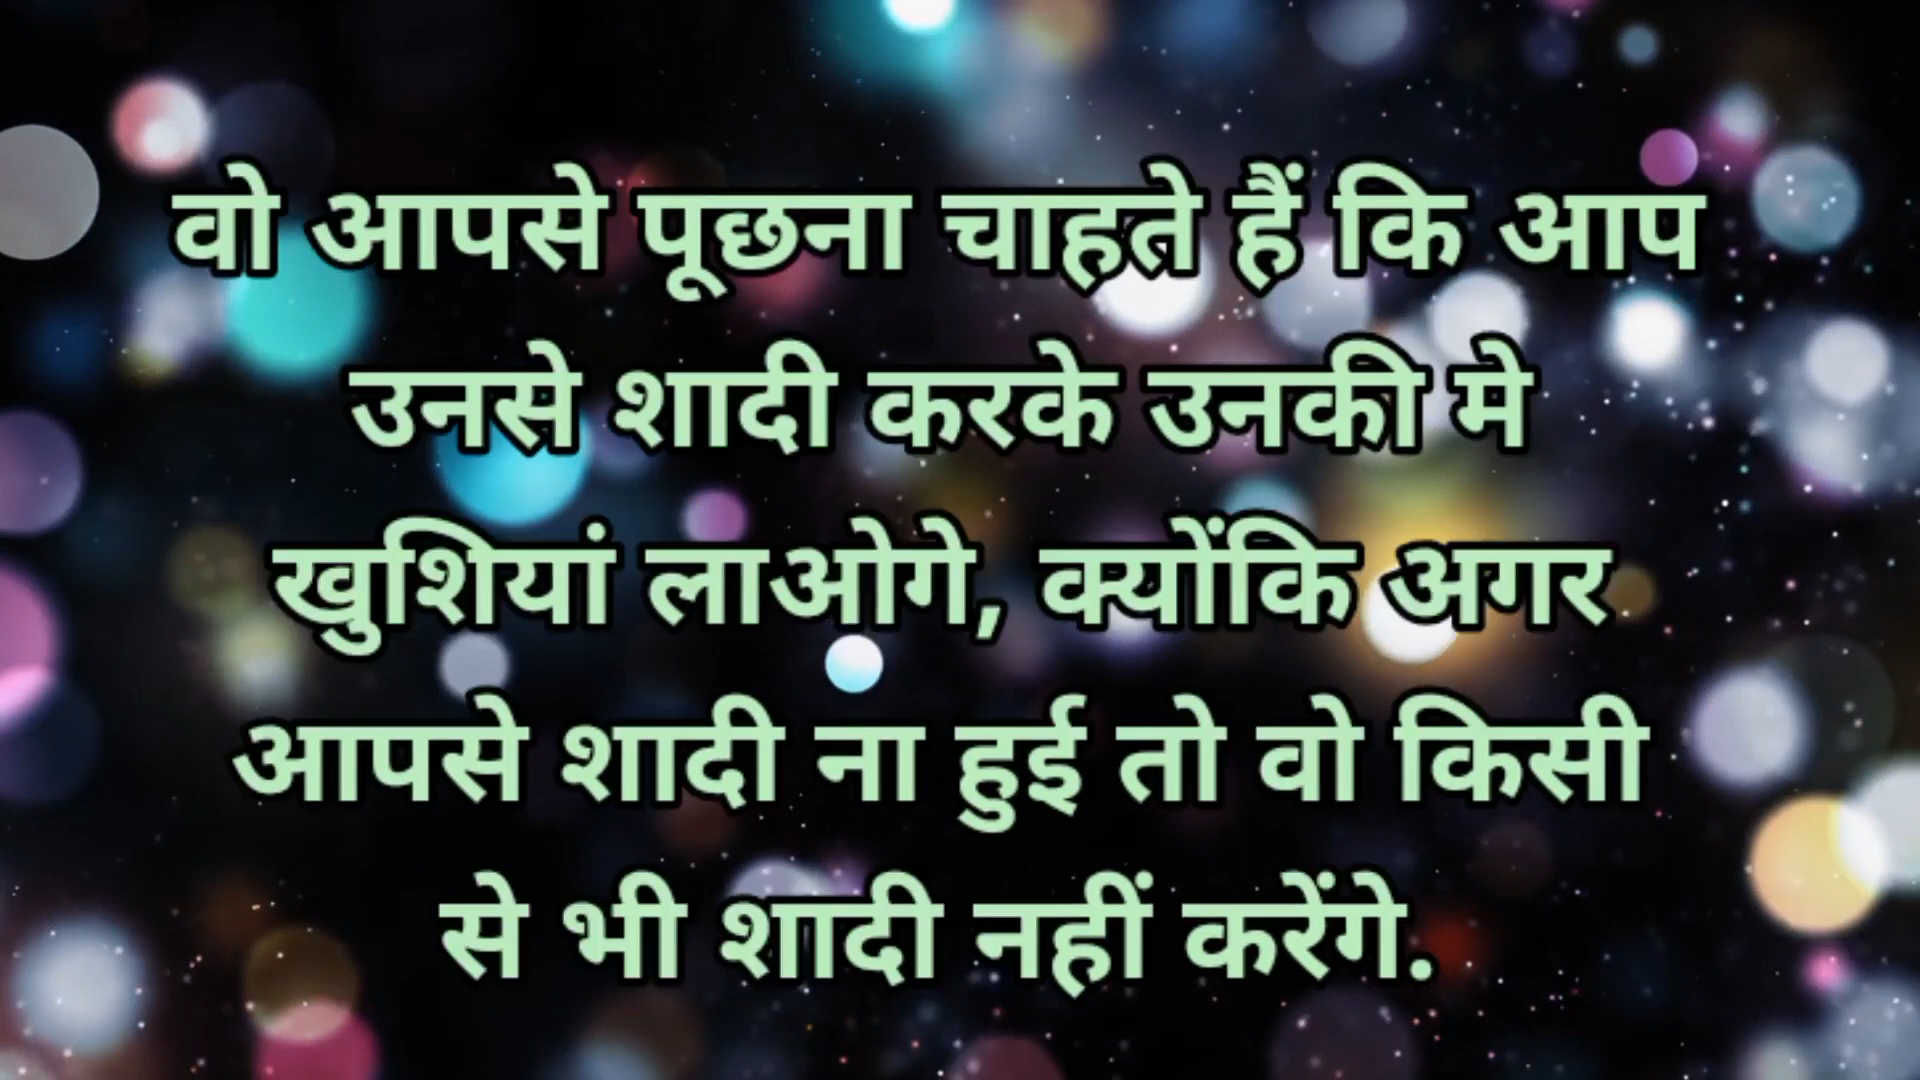 वो आपसे पूछना चाहते हैं कि आप
उनसे शादी करके उनकी मे
खुशियां लाओगे, क्योंकि अगर
आपसे शादी ना हुई तो वो किसी
से भी शादी नहीं करेंगे.